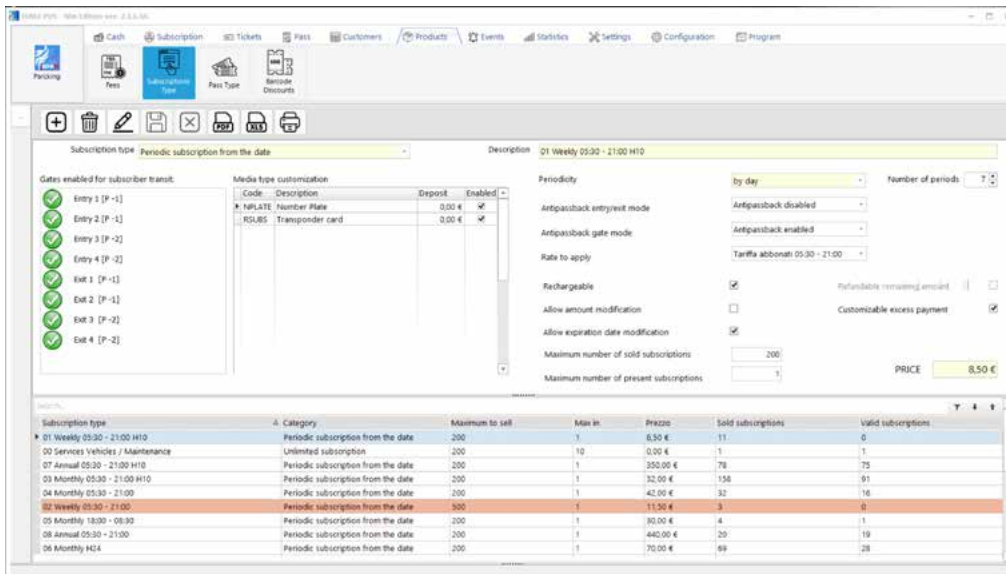 Cash Subscription Tickets Pass Customers Products Events Statistics Settings Configuration Program
Parcking
Fees
Subscriptions Type
Pass Type
Barcode Discounts
PDF XLS
Subscription type Periodic subscription from the date
Description 01 Weekly 05:30 - 21:00 H10
Gates enabled for subscriber transit:
Entry 1 [P -1]
Entry 2 [P -1]
Entry 3 [P -2]
Entry 4 [P -2]
Exit 1 [P -1]
Exit 2 [P -1]
Exit 3 [P -2]
Exit 4 [P -2]
Media type customization
Code Description Deposit Enabled
NPLATE Number Plate 0,00 €
RSUBS Transponder card 0,00 €
Periodicity by day Number of periods 7
Antipassback entry/exit mode Antipassback disabled
Antipassback gate mode Antipassback enabled
Rate to apply Tariffa abbonati 05:30 - 21:00
Rechargeable Refundable remaining amount
Allow amount modification Customizable excess payment
Allow expiration date modification
Maximum number of sold subscriptions 200
Maximum number of present subscriptions 1
PRICE 8,50 €
Search...
Subscription type Category Maximum to sell Max in Prezzo Sold subscriptions Valid subscriptions
01 Weekly 05:30 - 21:00 H10 Periodic subscription from the date 200 1 8,50 € 11 0
00 Services Vehicles / Maintenance Unlimited subscription 200 10 0,00 € 1 1
07 Annual 05:30 - 21:00 H10 Periodic subscription from the date 200 1 350,00 € 78 75
03 Monthly 05:30 - 21:00 H10 Periodic subscription from the date 200 1 32,00 € 91
04 Monthly 05:30 - 21:00 Periodic subscription from the date 200 1 42,00 € 32 16
02 Weekly 05:30 - 21:00 Periodic subscription from the date 500 1 11,50 € 3 0
05 Monthly 18:00 - 08:30 Periodic subscription from the date 200 1 30,00 € 4 1
08 Annual 05:30 - 21:00 Periodic subscription from the date 200 1 440,00 € 20 19
06 Monthly H24 Periodic subscription from the date 200 1 70,00 € 69 28